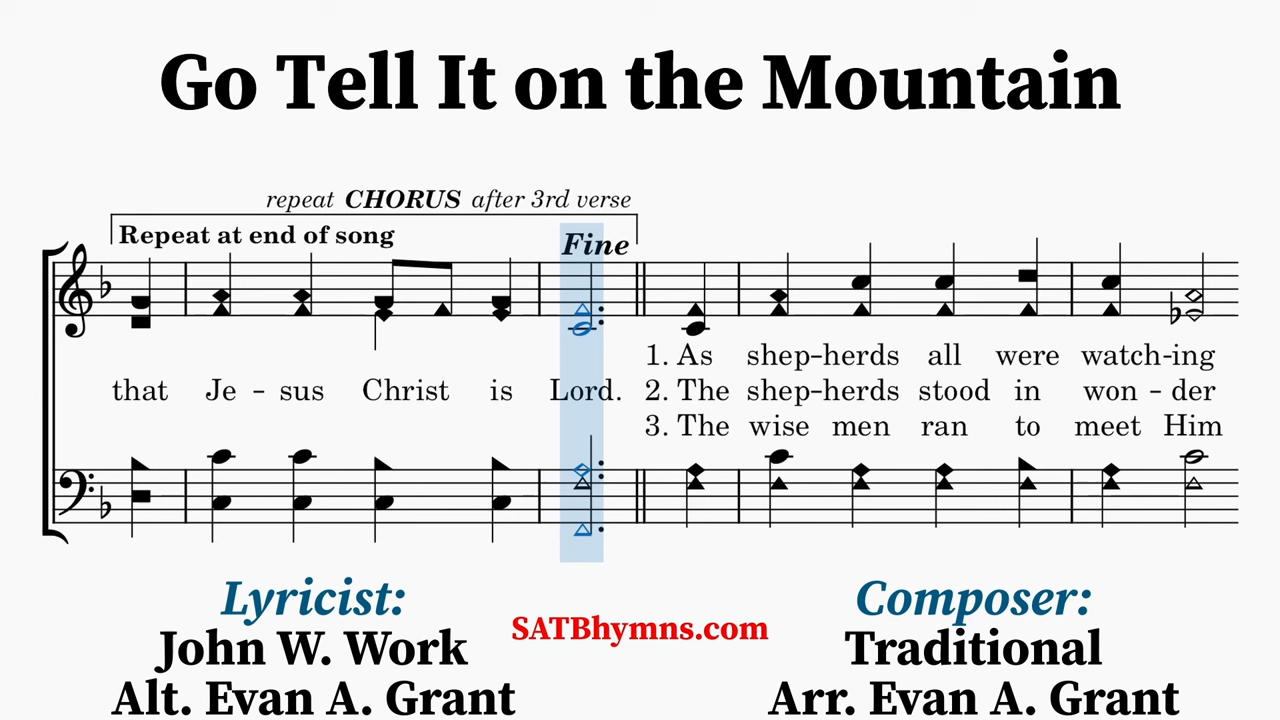 Go Tell It on the Mountain
repeat CHORUS after 3rd verse
Repeat at end of song
Fine
1. As shep-herds all were watch-ing
that Je - sus Christ is Lord. 2. The shep-herds stood in won - der
3. The wise men ran to meet Him
Lyricist:
John W. Work
Alt. Evan A. Grant
SATBhymns.com
Composer:
Traditional
Arr. Evan A. Grant